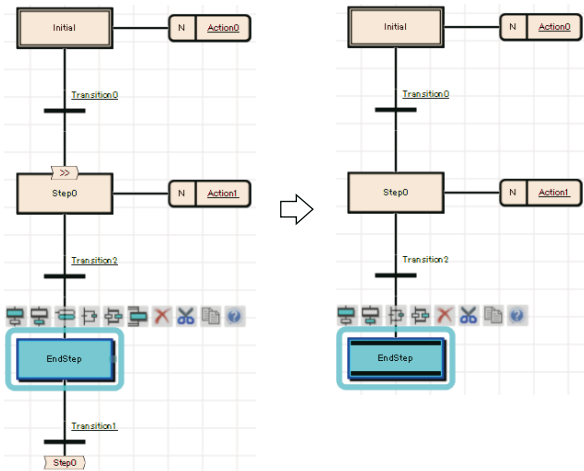 Initial
N
Action0
Transition0
>>
Step0
N
Action1
Transition2
?
EndStep
Transition1
Step0
Initial
N
Action0
Transition0
Step0
N
Action1
Transition2
?
EndStep